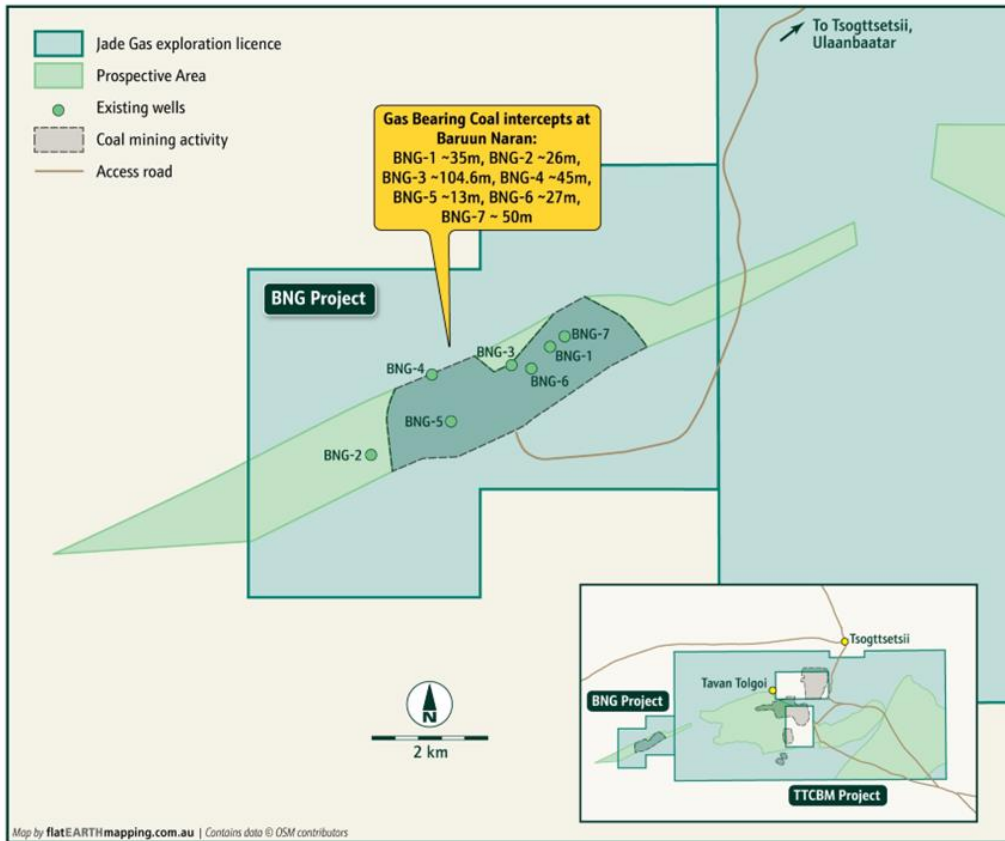 Jade Gas exploration licence
Prospective Area
Existing wells
Coal mining activity
Access road
To Tsogttsetsii,
Ulaanbaatar
Gas Bearing Coal intercepts at
Baruun Naran:
BNG-1 ~35m, BNG-2 ~26m,
BNG-3 ~104.6m, BNG-4 ~45m,
BNG-5 ~13m, BNG-6 ~27m,
BNG-7 ~ 50m
BNG Project
BNG-7
BNG-1
BNG-3
BNG-6
BNG-4
BNG-5
BNG-2
N
2 km
Tsogttsetsii
Tavan Tolgoi
BNG Project
TTCBM Project
Map by flatEARTHmapping.com.au | Contains data © OSM contributors